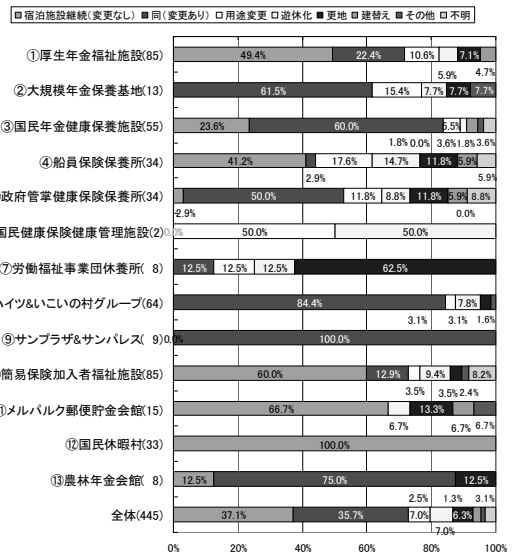 宿泊施設継続(変更なし) 同(変更あり) 用途変更 遊休化 更地 建替え その他 不明
①厚生年金福祉施設(85) 49.4% 22.4% 10.6% 7.1%
5.9% 4.7%
②大規模年金保養基地(13) 61.5% 15.4% 7.7% 7.7% 7.7%
③国民年金健康保養施設(55) 23.6% 60.0% 5.5%
1.8% 0.0% 3.6% 1.8% 3.6%
④船員保険保養所(34) 41.2% 17.6% 14.7% 11.8% 5.9%
2.9% 5.9%
政府管掌健康保険保養所(34) 50.0% 11.8% 8.8% 11.8% 5.9% 8.8%
2.9% 0.0%
国民健康保険健康管理施設(2) 0.0% 50.0% 50.0%
⑦労働福祉事業団休養所( 8) 12.5% 12.5% 12.5% 62.5%
ハイツ&いこいの村グループ(64) 84.4% 7.8%
3.1% 3.1% 1.6%
⑨サンプラザ&サンパレス( 9) 0.0% 100.0%
簡易保険加入者福祉施設(85) 60.0% 12.9% 9.4% 8.2%
3.5% 3.5% 2.4%
メルパルク郵便貯金会館(15) 66.7% 13.3%
6.7% 6.7% 6.7%
⑫国民休暇村(33) 100.0%
⑬農林年金会館( 8) 12.5% 75.0% 12.5%
2.5% 1.3% 3.1%
全体(445) 37.1% 35.7% 7.0% 6.3%
7.0%
0% 20% 40% 60% 80% 100%